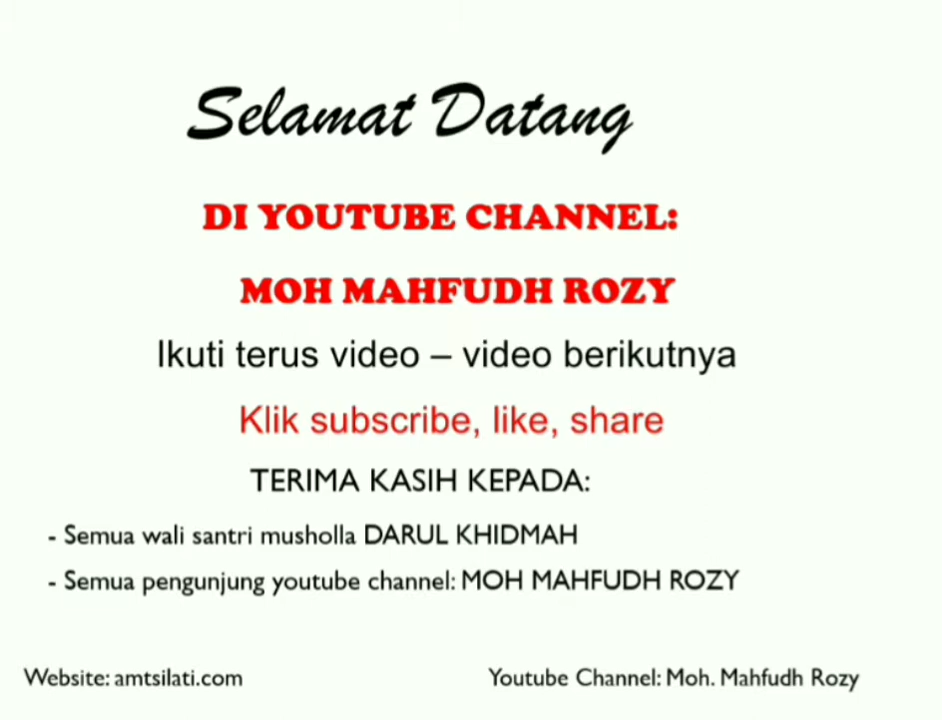 Selamat Datang
DI YOUTUBE CHANNEL:
MOH MAHFUDH ROZY
Ikuti terus video – video berikutnya
Klik subscribe, like, share
TERIMA KASIH KEPADA:
- Semua wali santri musholla DARUL KHIDMAH
- Semua pengunjung youtube channel: MOH MAHFUDH ROZY
Website: amtsilati.com
Youtube Channel: Moh. Mahfudh Rozy